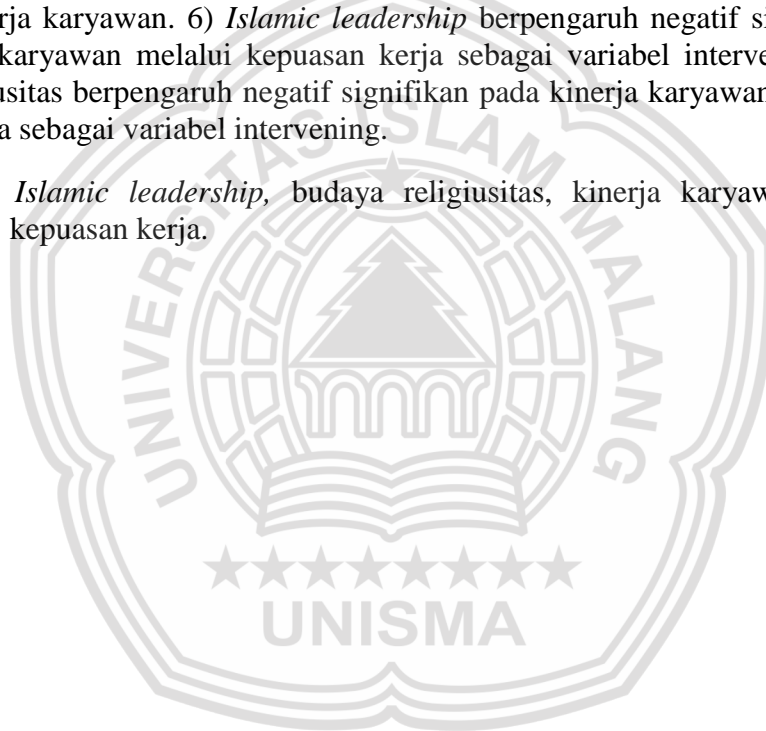 rja karyawan. 6) Islamic leadership berpengaruh negatif si
karyawan melalui kepuasan kerja sebagai variabel interve
usitas berpengaruh negatif signifikan pada kinerja karyawan
a sebagai variabel intervening.
Islamic leadership, budaya religiusitas, kinerja karyaw
kepuasan kerja.
UNIVERSITAS ISLAM MALANG
UNISMA